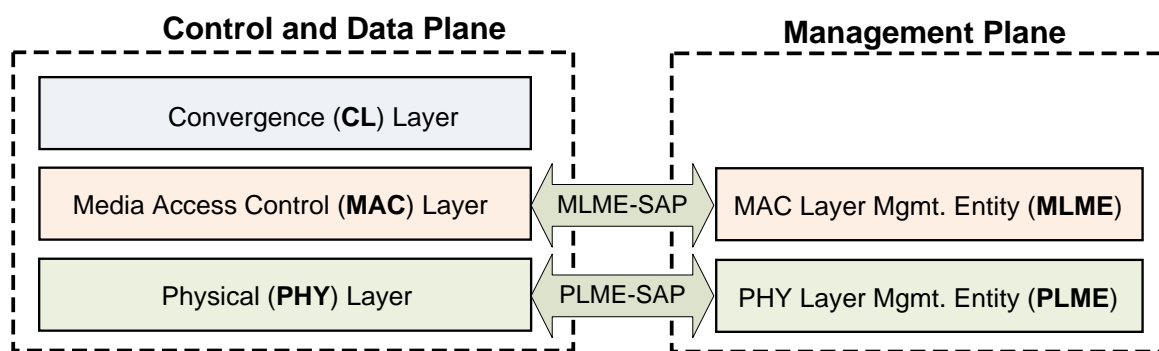 Control and Data Plane
Management Plane
Convergence (CL) Layer
Media Access Control (MAC) Layer
MLME-SAP
MAC Layer Mgmt. Entity (MLME)
Physical (PHY) Layer
PLME-SAP
PHY Layer Mgmt. Entity (PLME)